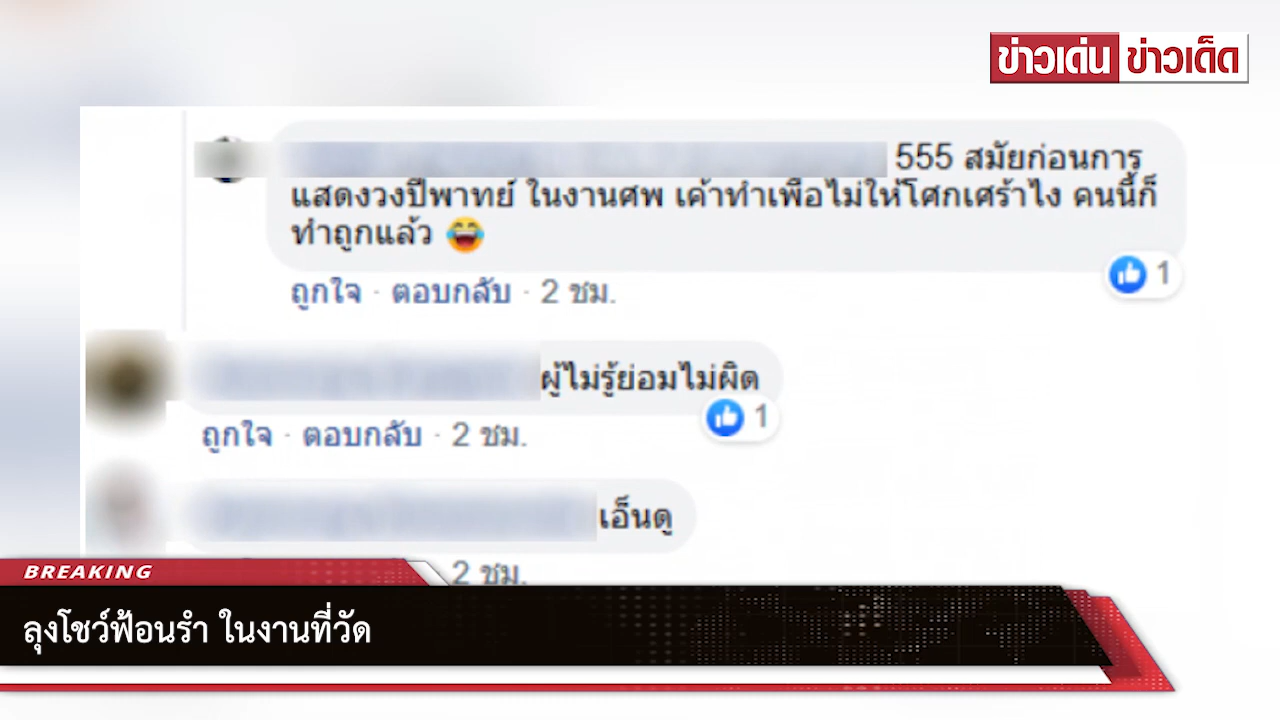 ข่าวเด่น ข่าวเด็ด
555 สมัยก่อนการ
แสดงวงปี่พาทย์ ในงานศพ เค้าทำเพื่อไม่ให้โศกเศร้าไง คนนี้ก็
ทำถูกแล้ว 😂
1
ถูกใจ · ตอบกลับ · 2 ชม.
ผู้ไม่รู้ย่อมไม่ผิด
1
ถูกใจ · ตอบกลับ · 2 ชม.
เอ็นดู
2 ชม.
BREAKING
ลุงโชว์ฟ้อนรำ ในงานที่วัด